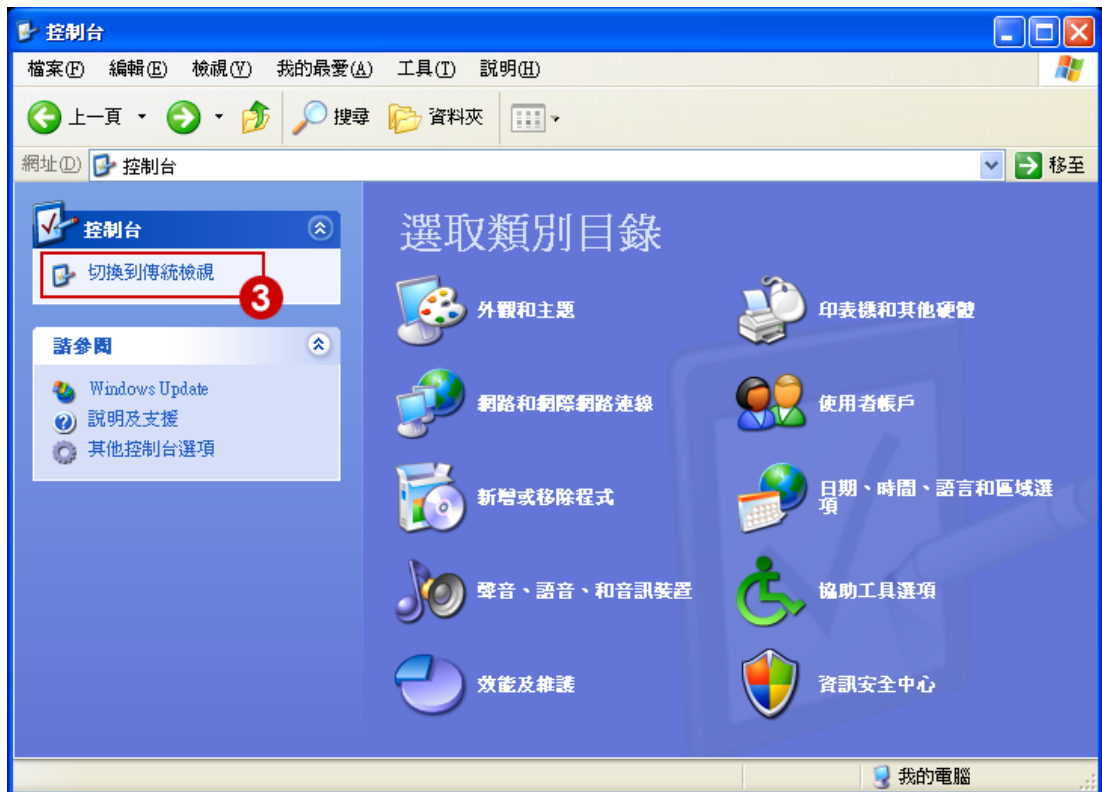 控制台
檔案(F) 編輯(E) 檢視(V) 我的最愛(A) 工具(T) 說明(H)
上一頁 搜尋 資料夾
網址(D) 控制台 移至
控制台
切換到傳統檢視
3
請參閱
Windows Update
說明及支援
其他控制台選項
選取類別目錄
外觀和主題
印表機和其他硬體
網路和網際網路連線
使用者帳戶
新增或移除程式
日期、時間、語言和區域選
項
聲音、語音、和音訊裝置
協助工具選項
效能及維護
資訊安全中心
我的電腦